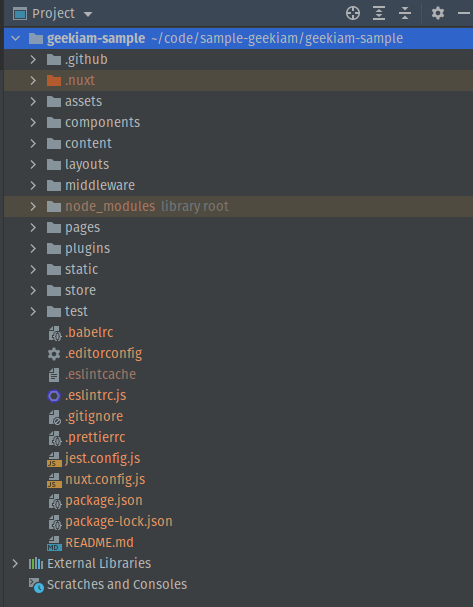 Project
geekiam-sample ~/code/sample-geekiam/geekiam-sample
.github
.nuxt
assets
components
content
layouts
middleware
node_modules library root
pages
plugins
static
store
test
.babelrc
.editorconfig
.eslintcache
.eslintrc.js
.gitignore
.prettierrc
jest.config.js
nuxt.config.js
package.json
package-lock.json
README.md
External Libraries
Scratches and Consoles